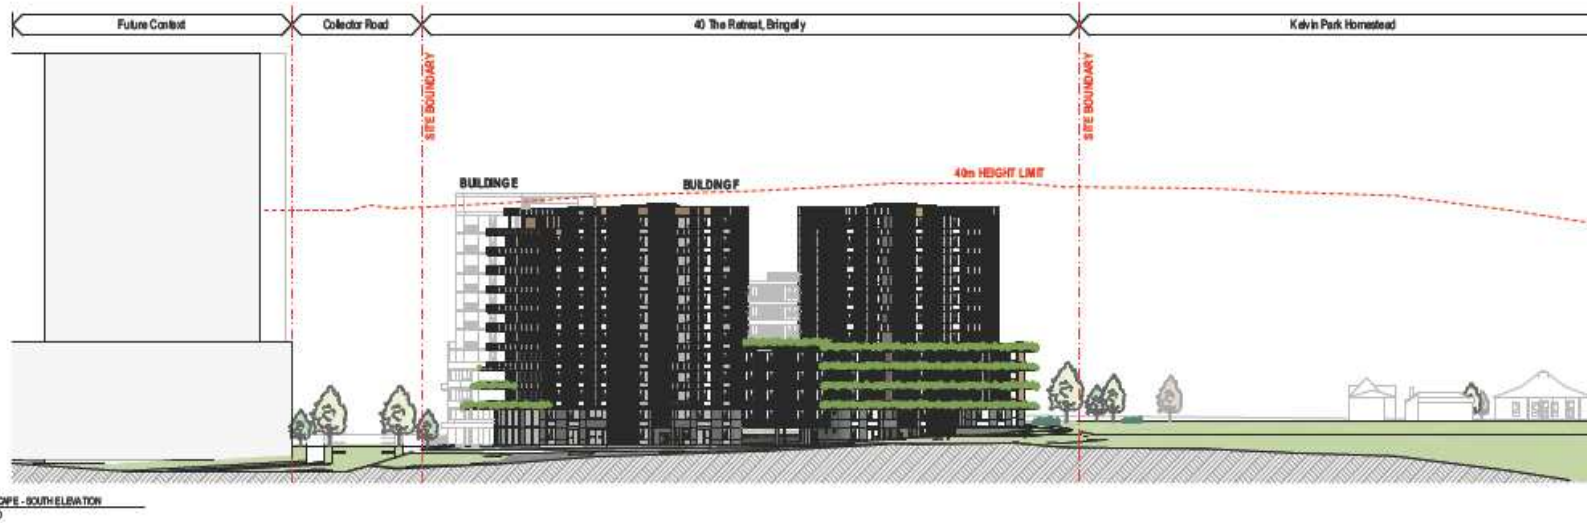 Future Context
Collector Road
40 The Retreat, Bringelly
Kelvin Park Homestead
SITE BOUNDARY
SITE BOUNDARY
BUILDING E
BUILDING F
40m HEIGHT LIMIT
CAPE - SOUTH ELEVATION